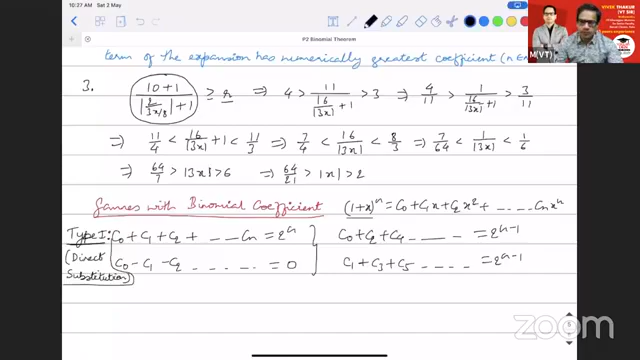 10:27 AM Sat 2 May
VIVEK THAKUR
(VT SIR)
P2 Binomial Theorem
M(VT)
term of the expansion has numerically greatest coefficient (n ∈
3. (10+1)/(|2/(3x/8)|+1) ≥ r ⇒ 4 > 11/(16/|3x| + 1) > 3 ⇒ 4/11 > 1/(16/|3x| + 1) > 3/11
⇒ 11/4 < 16/|3x| + 1 < 11/3 ⇒ 7/4 < 16/|3x| < 8/3 ⇒ 7/64 < 1/|3x| < 1/6
⇒ 64/7 > |3x| > 6 ⇒ 64/21 > |x| > 2
Games with Binomial Coefficient (1+x)^n = C0 + C1x + C2x^2 + ..... Cnx^n
Type I: C0 + C1 + C2 + ... Cn = 2^n C0 + C2 + C4 ... = 2^n-1
(Direct Substitution) C0 - C1 - C2 ....... = 0 C1 + C3 + C5 .... = 2^n-1
zoom